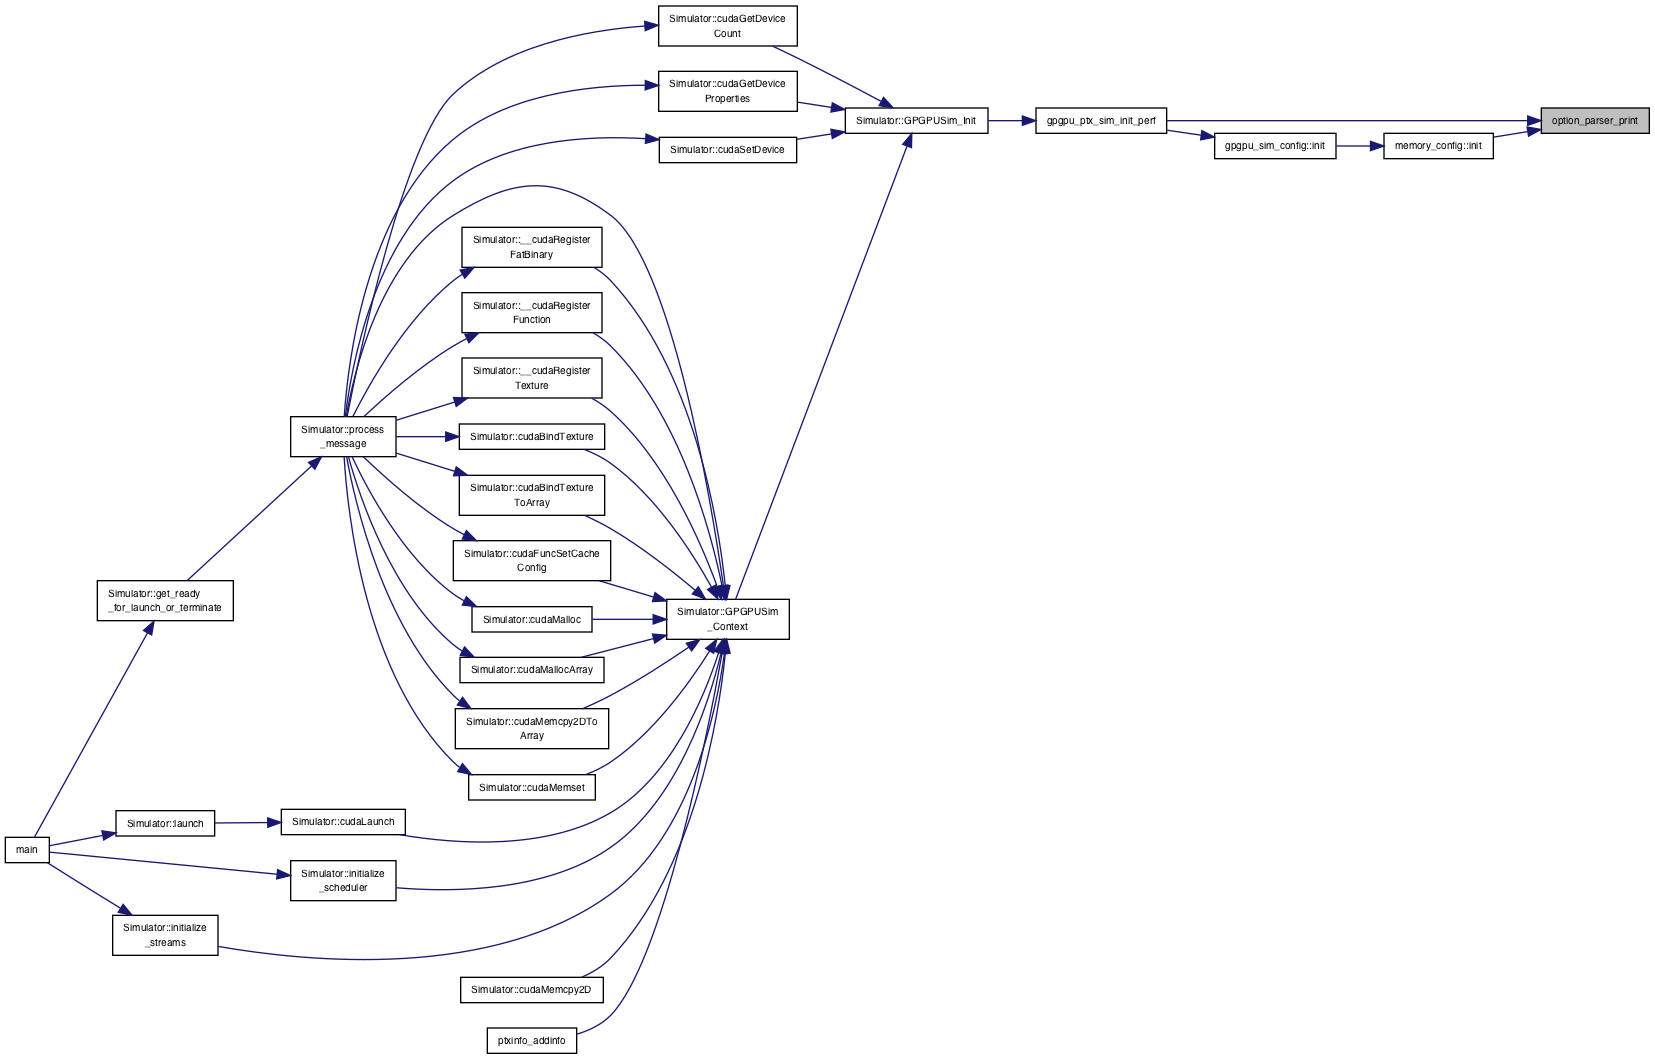 Simulator::cudaGetDevice
Count
Simulator::cudaGetDevice
Properties
Simulator::GPGPUSim_Init
gpgpu_ptx_sim_init_perf
option_parser_print
Simulator::cudaSetDevice
gpgpu_sim_config::init
memory_config::init
Simulator::__cudaRegister
FatBinary
Simulator::__cudaRegister
Function
Simulator::__cudaRegister
Texture
Simulator::process
_message
Simulator::cudaBindTexture
Simulator::cudaBindTexture
ToArray
Simulator::cudaFuncSetCache
Config
Simulator::get_ready
_for_launch_or_terminate
Simulator::cudaMalloc
Simulator::GPGPUSim
_Context
Simulator::cudaMallocArray
Simulator::cudaMemcpy2DTo
Array
Simulator::cudaMemset
Simulator::launch
Simulator::cudaLaunch
main
Simulator::initialize
_scheduler
Simulator::initialize
_streams
Simulator::cudaMemcpy2D
ptxinfo_addinfo